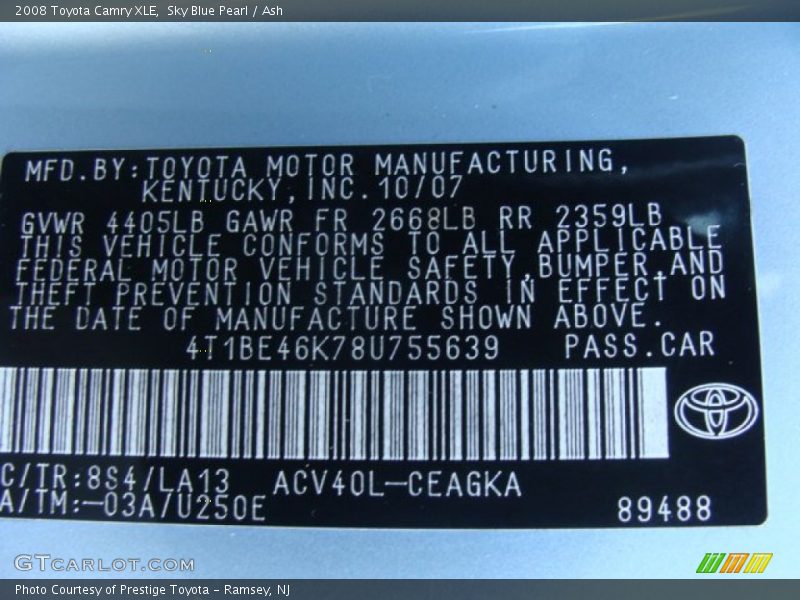 2008 Toyota Camry XLE,  Sky Blue Pearl / Ash
MFD.BY:TOYOTA MOTOR MANUFACTURING,
KENTUCKY,INC.10/07
GVWR 4405LB GAWR FR 2668LB RR 2359LB
THIS VEHICLE CONFORMS TO ALL APPLICABLE
FEDERAL MOTOR VEHICLE SAFETY,BUMPER,AND
THEFT PREVENTION STANDARDS IN EFFECT ON
THE DATE OF MANUFACTURE SHOWN ABOVE.
4T1BE46K78U755639 PASS.CAR
C/TR:8S4/LA13 ACV40L-CEAGKA
A/TM:-03A/U250E 89488
GTCARLOT.COM
Photo Courtesy of Prestige Toyota - Ramsey, NJ